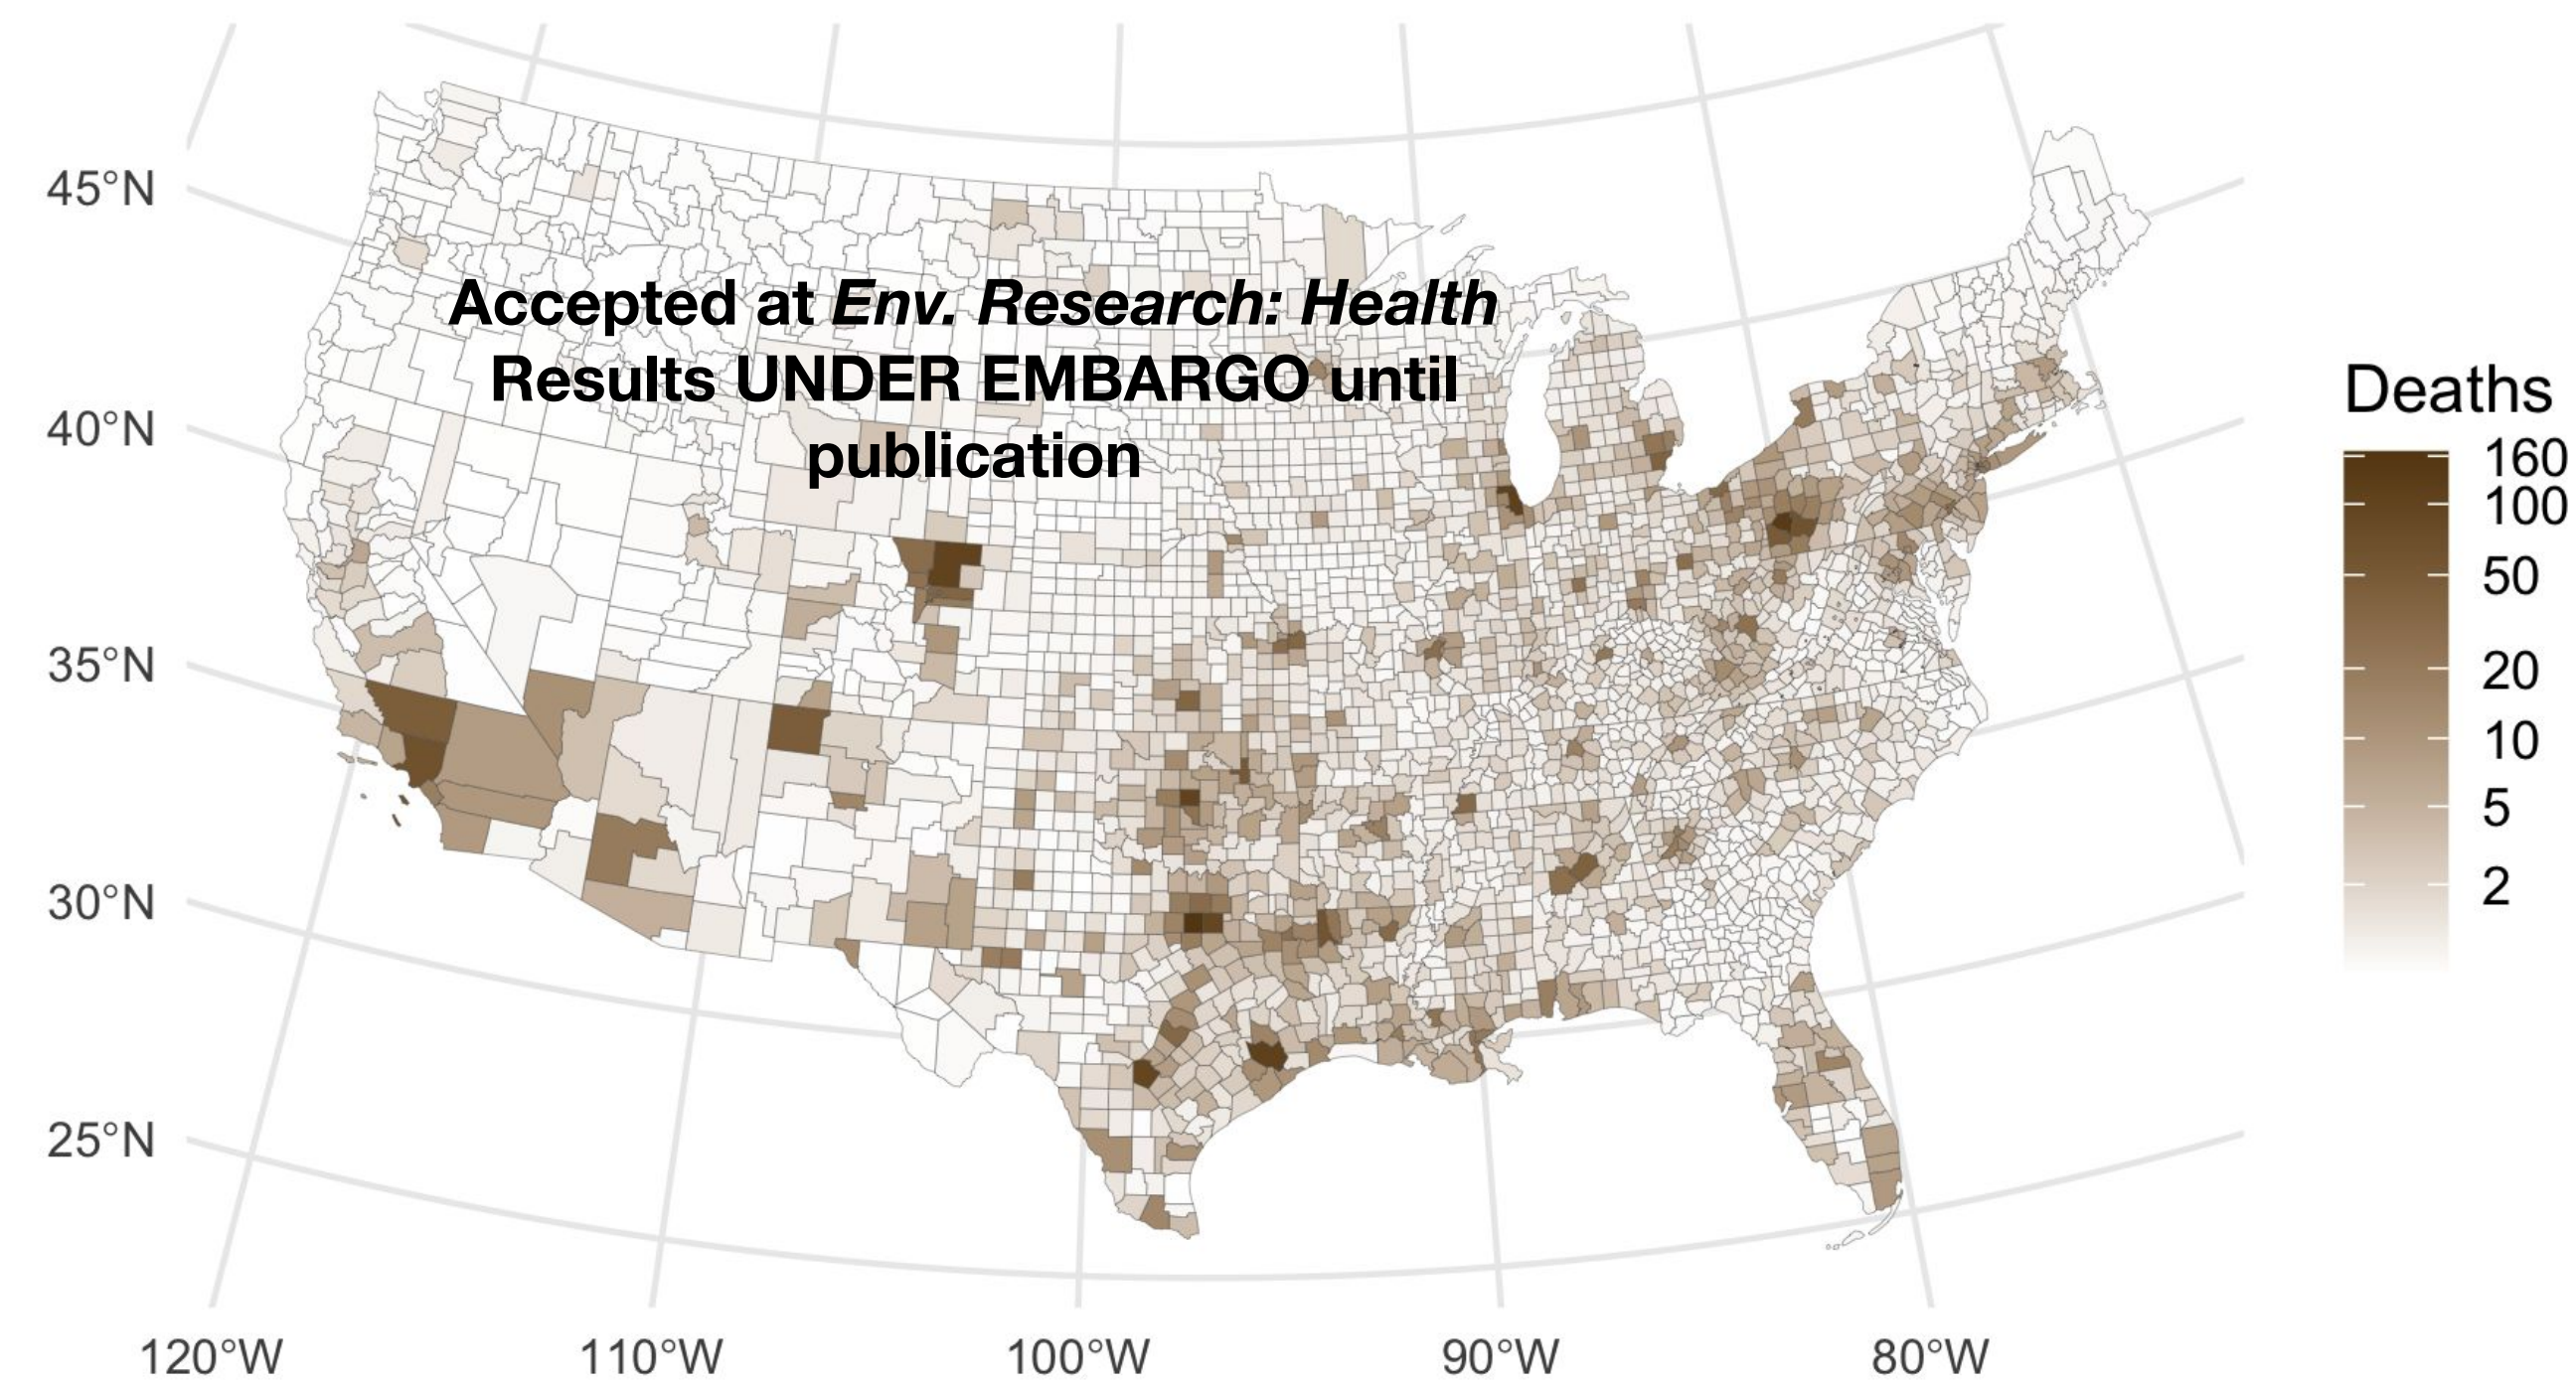 45°N
40°N
35°N
30°N
25°N
Accepted at Env. Research: Health
Results UNDER EMBARGO until
publication
Deaths
160
100
50
20
10
5
2
120°W 110°W 100°W 90°W 80°W